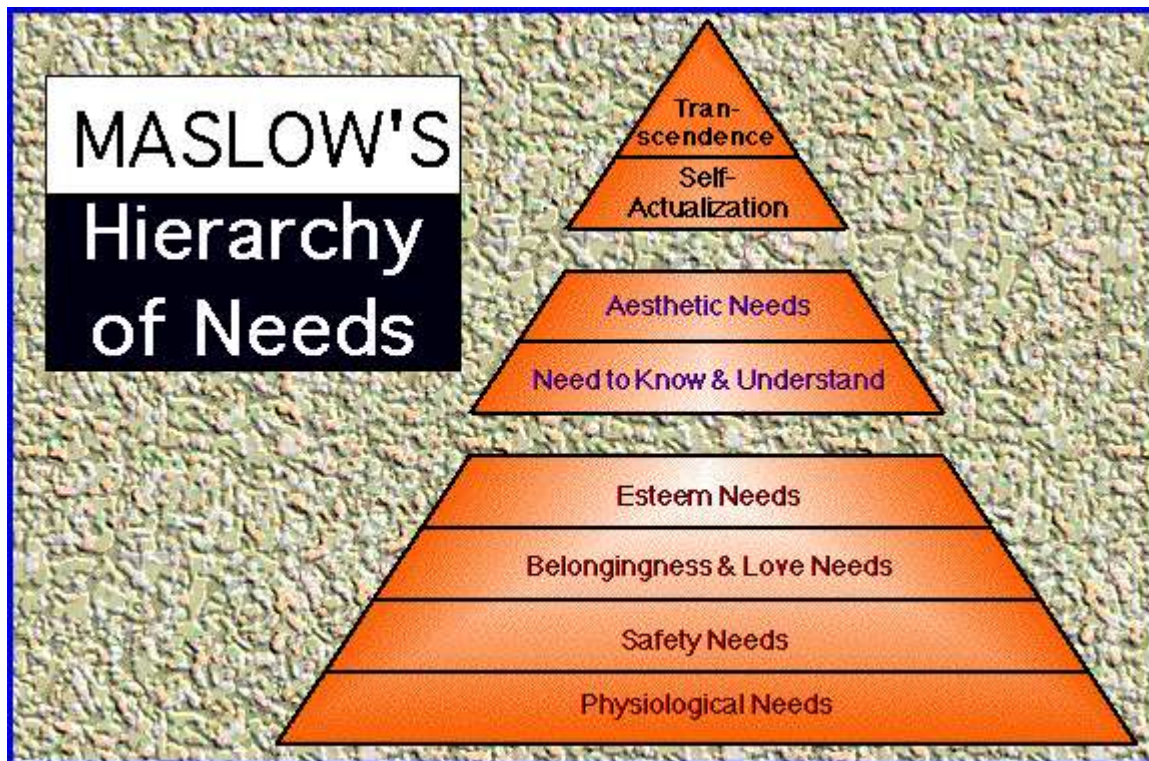 MASLOW'S
Hierarchy
of Needs
Tran-
scendence
Self-
Actualization
Aesthetic Needs
Need to Know & Understand
Esteem Needs
Belongingness & Love Needs
Safety Needs
Physiological Needs